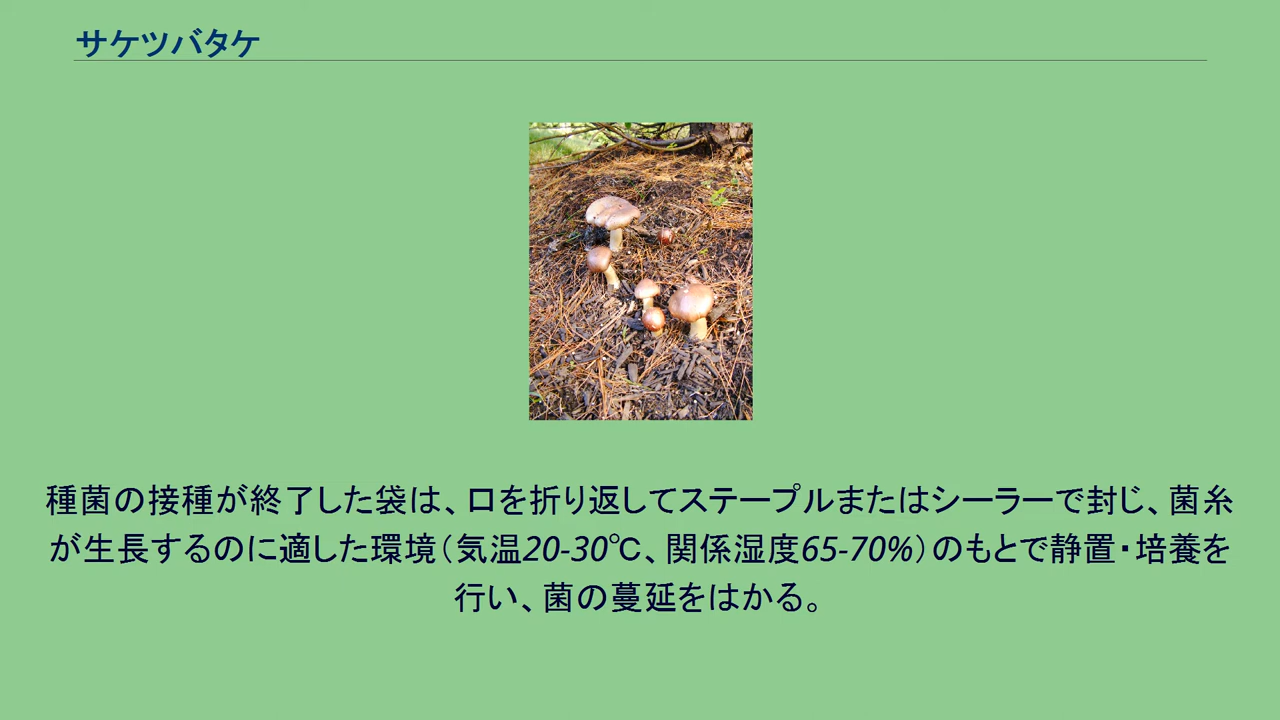 サケツバタケ
種菌の接種が終了した袋は、口を折り返してステープルまたはシーラーで封じ、菌糸
が生長するのに適した環境（気温20-30℃、関係湿度65-70%）のもとで静置・培養を
行い、菌の蔓延をはかる。